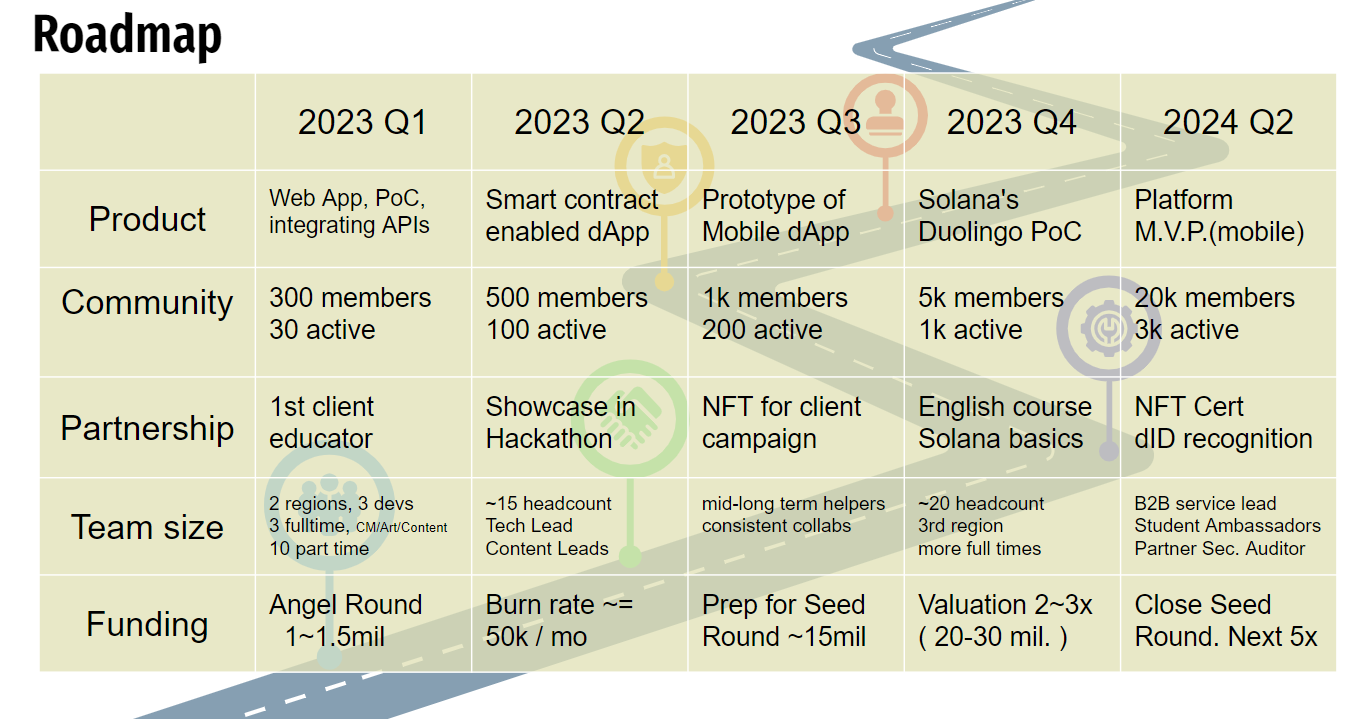 Roadmap
2023 Q1
2023 Q2
2023 Q3
2023 Q4
2024 Q2
Product
Web App, PoC,
integrating APIs
Smart contract
enabled dApp
Prototype of
Mobile dApp
Solana's
Duolingo PoC
Platform
M.V.P.(mobile)
Community
300 members
30 active
500 members
100 active
1k members
200 active
5k members
1k active
20k members
3k active
Partnership
1st client
educator
Showcase in
Hackathon
NFT for client
campaign
English course
Solana basics
NFT Cert
dID recognition
Team size
2 regions, 3 devs
3 fulltime, CM/Art/Content
10 part time
~15 headcount
Tech Lead
Content Leads
mid-long term helpers
consistent collabs
~20 headcount
3rd region
more full times
B2B service lead
Student Ambassadors
Partner Sec. Auditor
Funding
Angel Round
1~1.5mil
Burn rate ~=
50k / mo
Prep for Seed
Round ~15mil
Valuation 2~3x
( 20-30 mil. )
Close Seed
Round. Next 5x